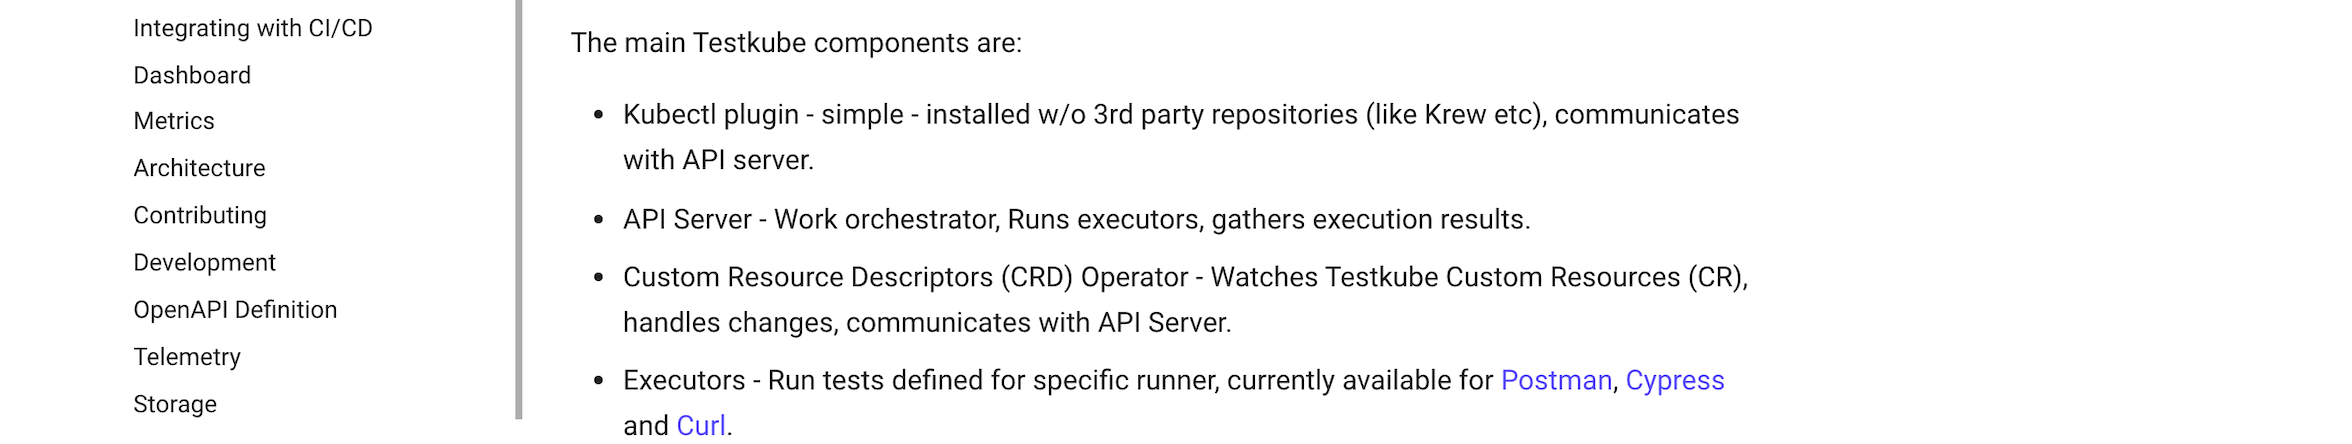 Integrating with CI/CD
Dashboard
Metrics
Architecture
Contributing
Development
OpenAPI Definition
Telemetry
Storage
The main Testkube components are:
• Kubectl plugin - simple - installed w/o 3rd party repositories (like Krew etc), communicates
with API server.
• API Server - Work orchestrator, Runs executors, gathers execution results.
• Custom Resource Descriptors (CRD) Operator - Watches Testkube Custom Resources (CR),
handles changes, communicates with API Server.
• Executors - Run tests defined for specific runner, currently available for Postman, Cypress
and Curl.